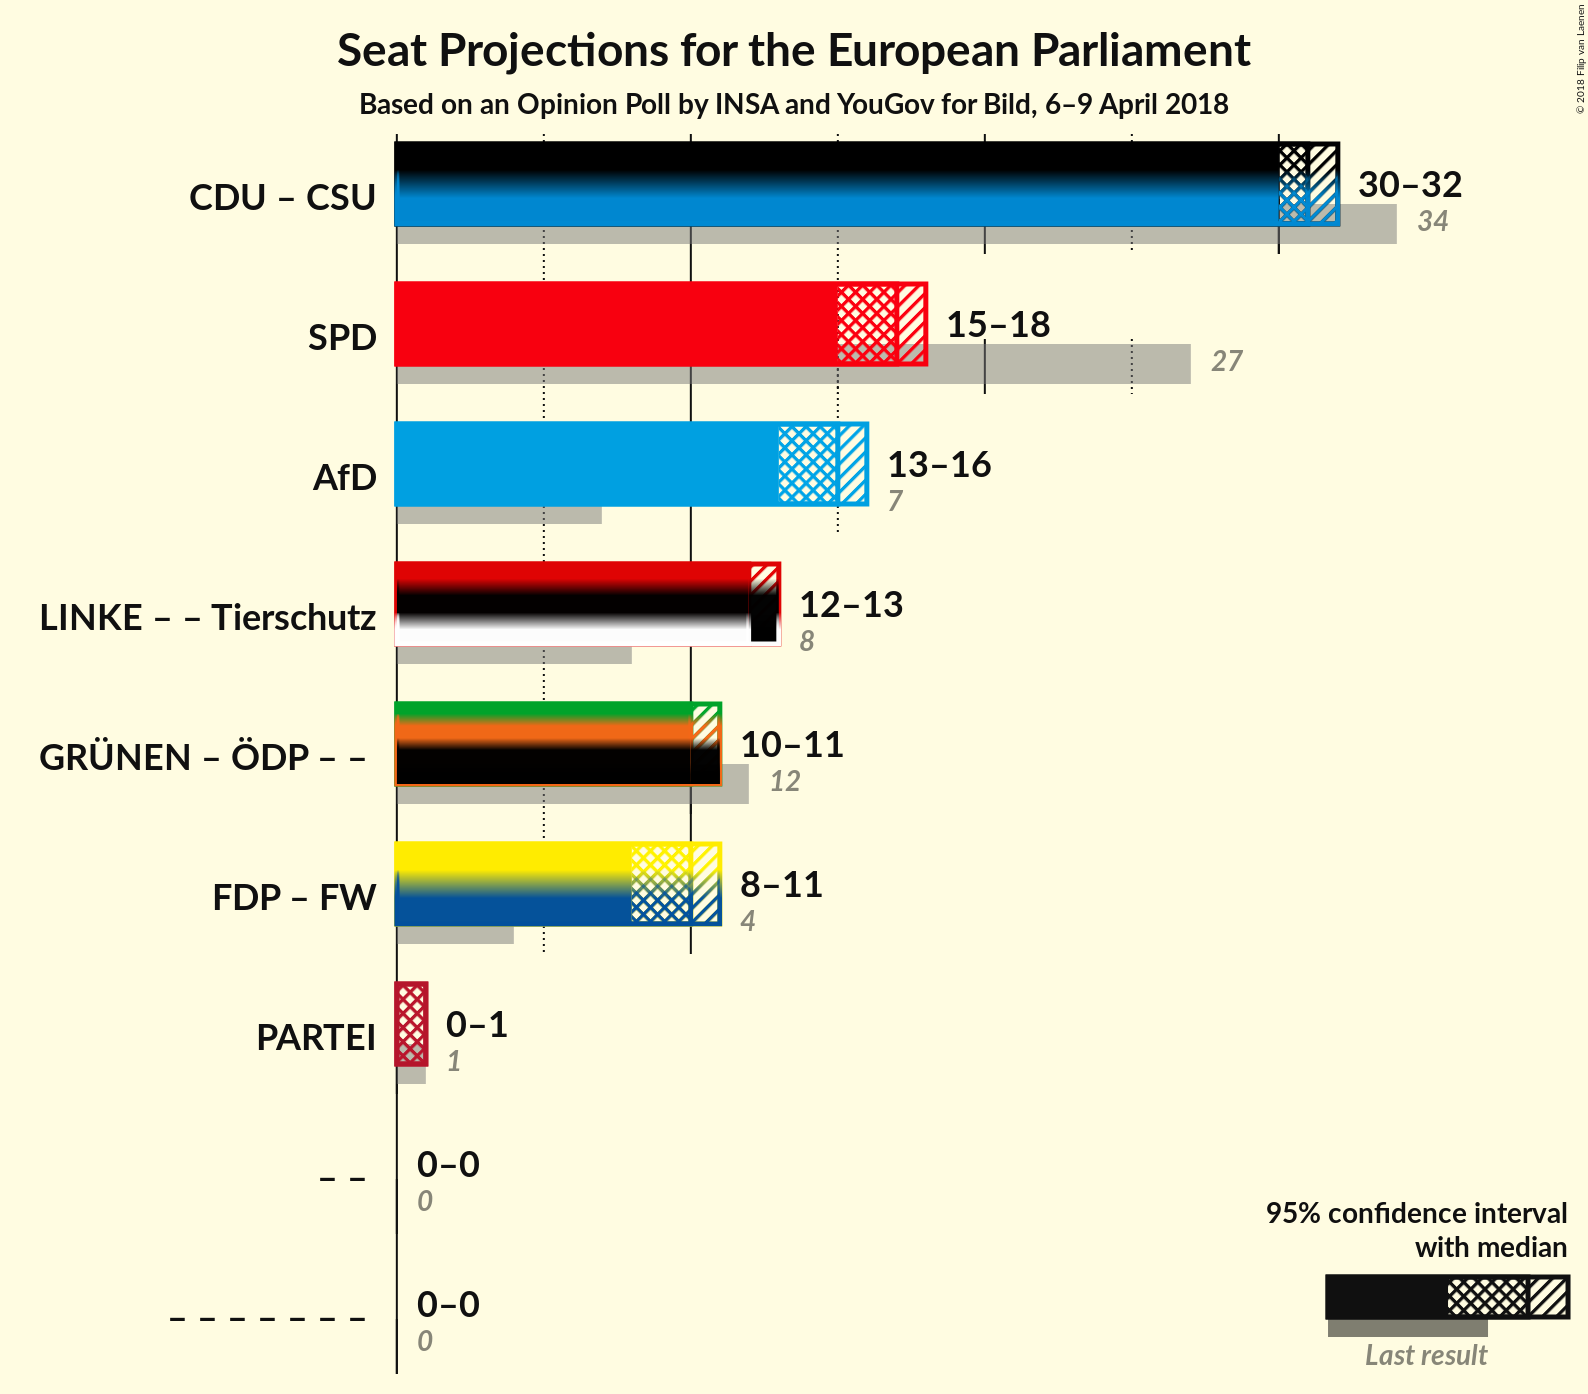 Seat Projections for the European Parliament
Based on an Opinion Poll by INSA and YouGov for Bild, 6–9 April 2018
© 2018 Filip van Laenen
CDU – CSU
30–32
34
SPD
15–18
27
AfD
13–16
7
LINKE – – Tierschutz
12–13
8
GRÜNEN – ÖDP – –
10–11
12
FDP – FW
8–11
4
PARTEI
0–1
1
– –
0–0
0
– – – – – – –
0–0
0
95% confidence interval
with median
Last result